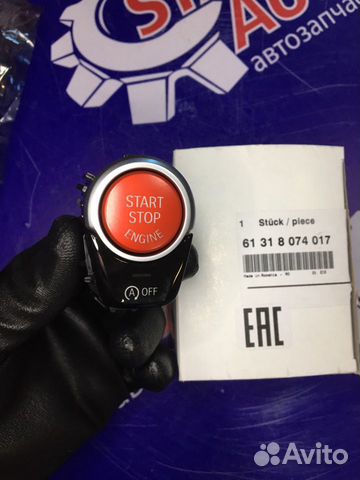 автозапча
START
STOP
ENGINE
A OFF
1 Stück / piece
61 31 8 074 017
EAC
Avito